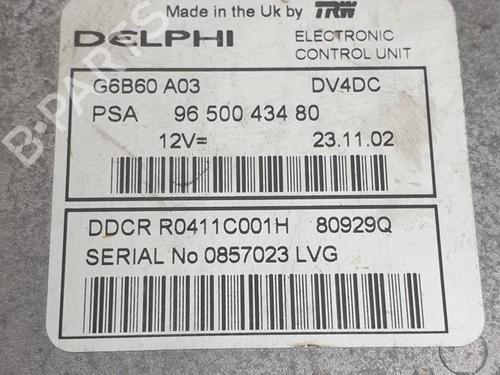 Made in the Uk by TRW
DELPHI ELECTRONIC CONTROL UNIT
G6B60 A03 DV4DC
PSA 96 500 434 80
12V= 23.11.02
DDCR R0411C001H 80929Q
SERIAL No 0857023 LVG
B-PARTS